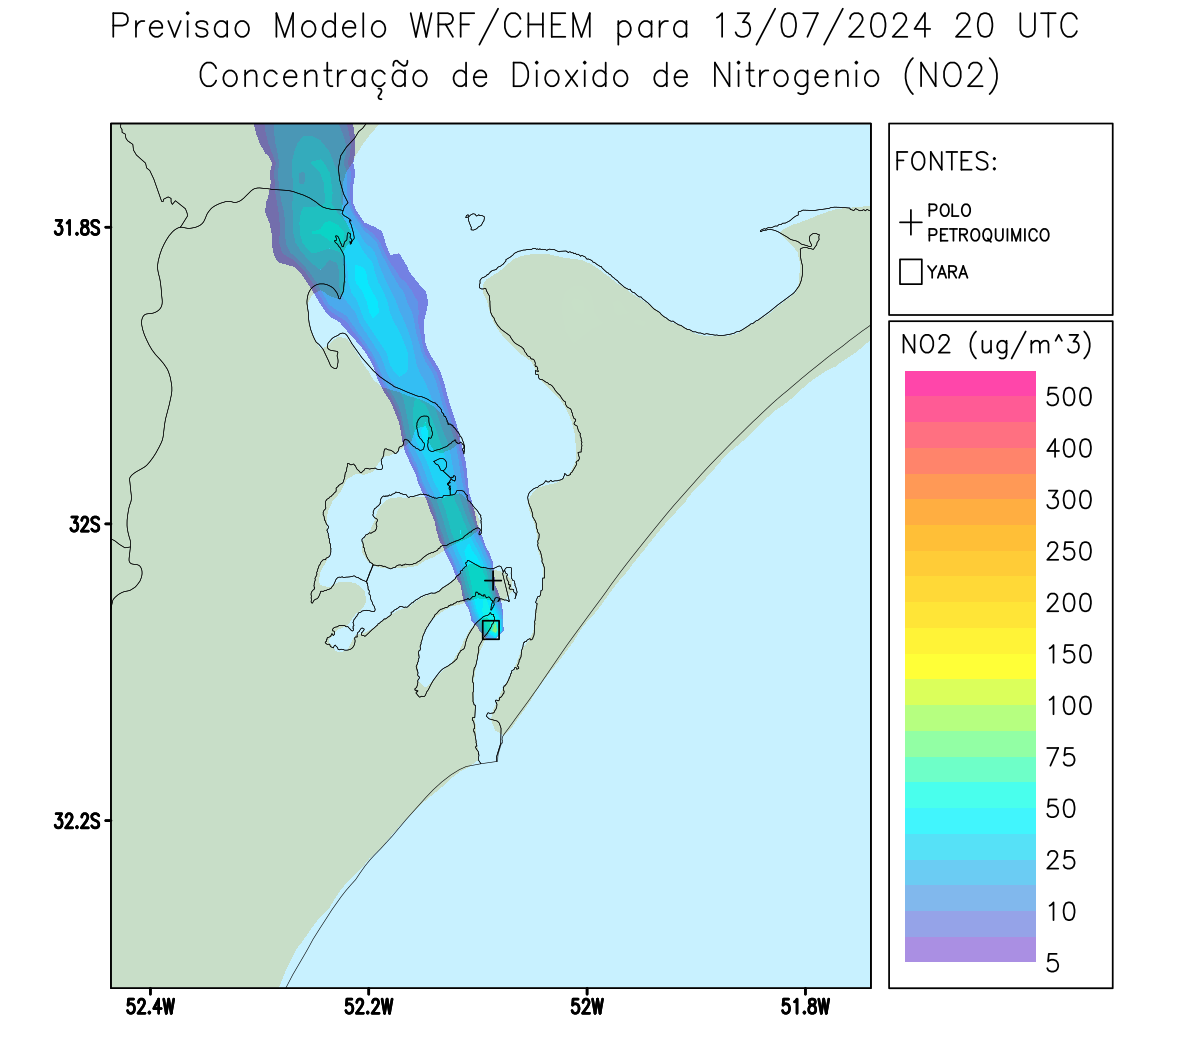 Previsao Modelo WRF/CHEM para 13/07/2024 20 UTC
Concentração de Dioxido de Nitrogenio (NO2)
FONTES:
POLO
PETROQUIMICO
YARA
NO2 (ug/m^3)
500
400
300
250
200
150
100
75
50
25
10
5
31.8S
32S
32.2S
52.4W
52.2W
52W
51.8W